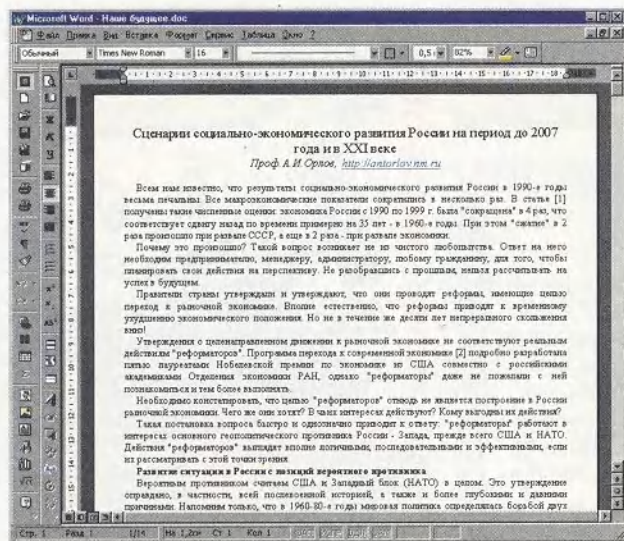 Microsoft Word - Наше будущее.doc
Файл Правка Вид Вставка Формат Сервис Таблица Окно ?
Обычный Times New Roman 16 0,5 82%
Сценарии социально-экономического развития России на период до 2007
года и в XXI веке
Проф. А.И. Орлов, http://antorlov.nm.ru
Всем нам известно, что результаты социально-экономического развития России в 1990-е годы
весьма печальны. Все макроэкономические показатели сократились в несколько раз. В статье [1]
получены такие численные оценки: экономика России с 1990 по 1999 г. была "сокращена" в 4 раз, что
соответствует сдвигу назад по времени примерно на 35 лет - в 1960-е годы. При этом "сжатие" в 2
раза произошло при развале СССР, а еще в 2 раза - при развале экономики.
Почему это произошло? Такой вопрос возникает не из чистого любопытства. Ответ на него
необходим предпринимателю, менеджеру, администратору, любому гражданину, для того, чтобы
планировать свои действия на перспективу. Не разобравшись с прошлым, нельзя рассчитывать на
успех в будущем.
Правители страны утверждали и утверждают, что они проводят реформы, имеющие целью
переход к рыночной экономике. Вполне естественно, что реформы приводят к временному
ухудшению экономического положения. Но не в течение же десяти лет непрерывного скольжения
вниз!
Утверждения о целенаправленном движении к рыночной экономике не соответствуют реальным
действиям "реформаторов". Программа перехода к современной экономике [2] подробно разработана
пятью лауреатами Нобелевской премии по экономике из США совместно с российскими
академиками Отделения экономики РАН, однако "реформаторы" даже не пожелали с ней
познакомиться и тем более выполнять.
Необходимо констатировать, что целью "реформаторов" отнюдь не является построение в России
рыночной экономики. Чего же они хотят? В чьих интересах действуют? Кому выгодны их действия?
Такая постановка вопроса быстро и однозначно приводит к ответу: "реформаторы" работают в
интересах основного геополитического противника России - Запада, прежде всего США и НАТО.
Действия "реформаторов" выглядят вполне логичными, последовательными и эффективными, если
их рассматривать с этой точки зрения.
Развитие ситуации в России с позиций вероятного противника
Вероятным противником считаем США и Западный блок (НАТО) в целом. Это утверждение
оправдано, в частности, всей послевоенной историей, а также и более глубокими и давними
причинами. Напомним только, что в 1960-80-е годы мировая политика определялась борьбой двух
Стр. 1 Разд 1 1/14 На 1,2см Ст 1 Кол 1